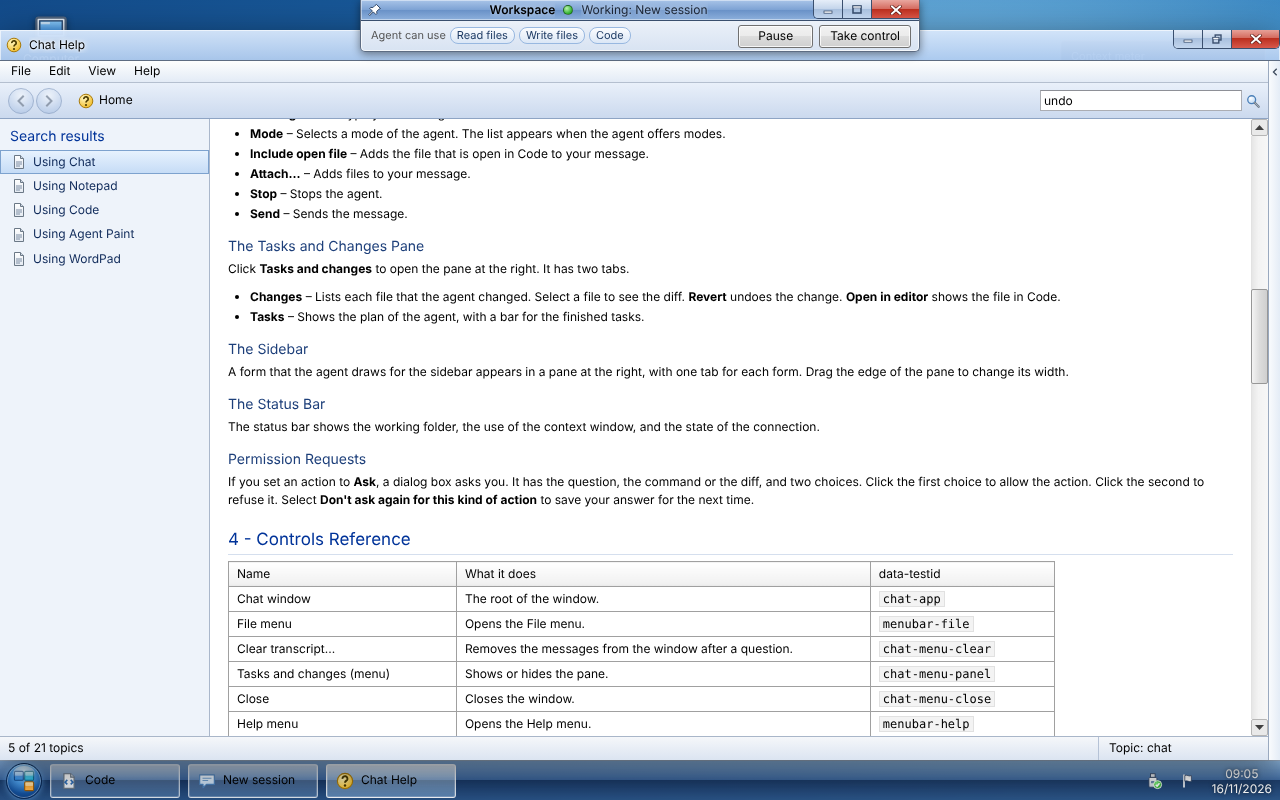 Workspace Working: New session
Agent can use Read files Write files Code Pause Take control
Chat Help
File Edit View Help
Home undo
Search results
Using Chat
Using Notepad
Using Code
Using Agent Paint
Using WordPad
Mode – Selects a mode of the agent. The list appears when the agent offers modes.
Include open file – Adds the file that is open in Code to your message.
Attach... – Adds files to your message.
Stop – Stops the agent.
Send – Sends the message.
The Tasks and Changes Pane
Click Tasks and changes to open the pane at the right. It has two tabs.
Changes – Lists each file that the agent changed. Select a file to see the diff. Revert undoes the change. Open in editor shows the file in Code.
Tasks – Shows the plan of the agent, with a bar for the finished tasks.
The Sidebar
A form that the agent draws for the sidebar appears in a pane at the right, with one tab for each form. Drag the edge of the pane to change its width.
The Status Bar
The status bar shows the working folder, the use of the context window, and the state of the connection.
Permission Requests
If you set an action to Ask, a dialog box asks you. It has the question, the command or the diff, and two choices. Click the first choice to allow the action. Click the second to
refuse it. Select Don't ask again for this kind of action to save your answer for the next time.
4 - Controls Reference
Name What it does data-testid
Chat window The root of the window. chat-app
File menu Opens the File menu. menubar-file
Clear transcript... Removes the messages from the window after a question. chat-menu-clear
Tasks and changes (menu) Shows or hides the pane. chat-menu-panel
Close Closes the window. chat-menu-close
Help menu Opens the Help menu. menubar-help
5 of 21 topics Topic: chat
Code New session Chat Help 09:05
16/11/2026